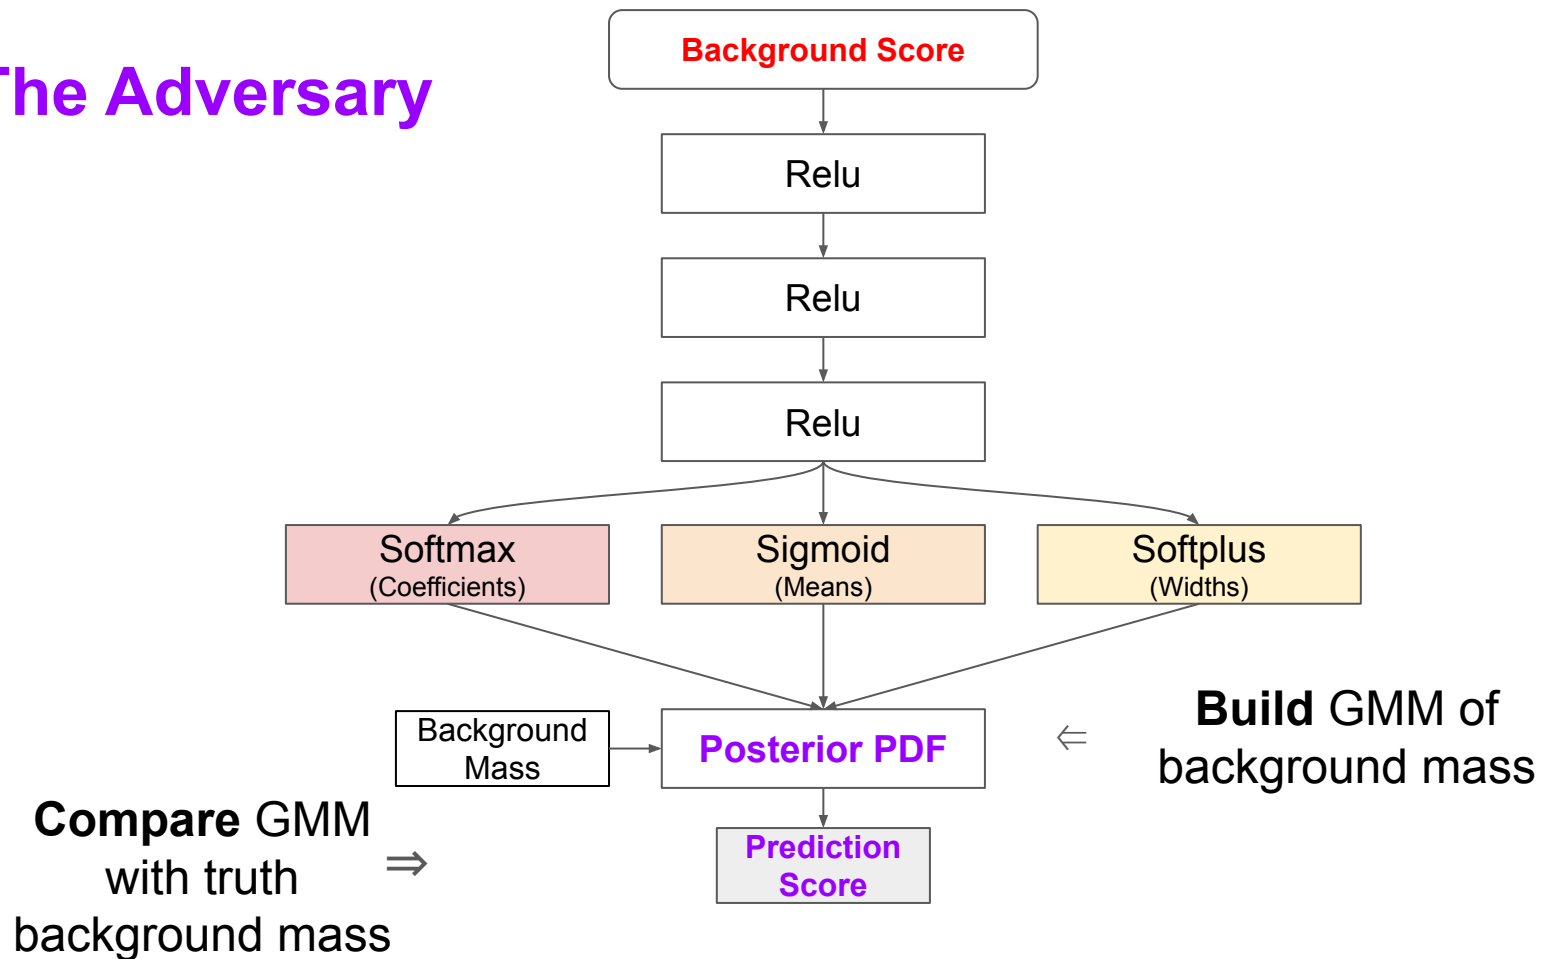 The Adversary
Background Score
Relu
Relu
Relu
Softmax
(Coefficients)
Sigmoid
(Means)
Softplus
(Widths)
Background
Mass
Posterior PDF
⇐
Build GMM of
background mass
Compare GMM
with truth
background mass
⇒
Prediction
Score